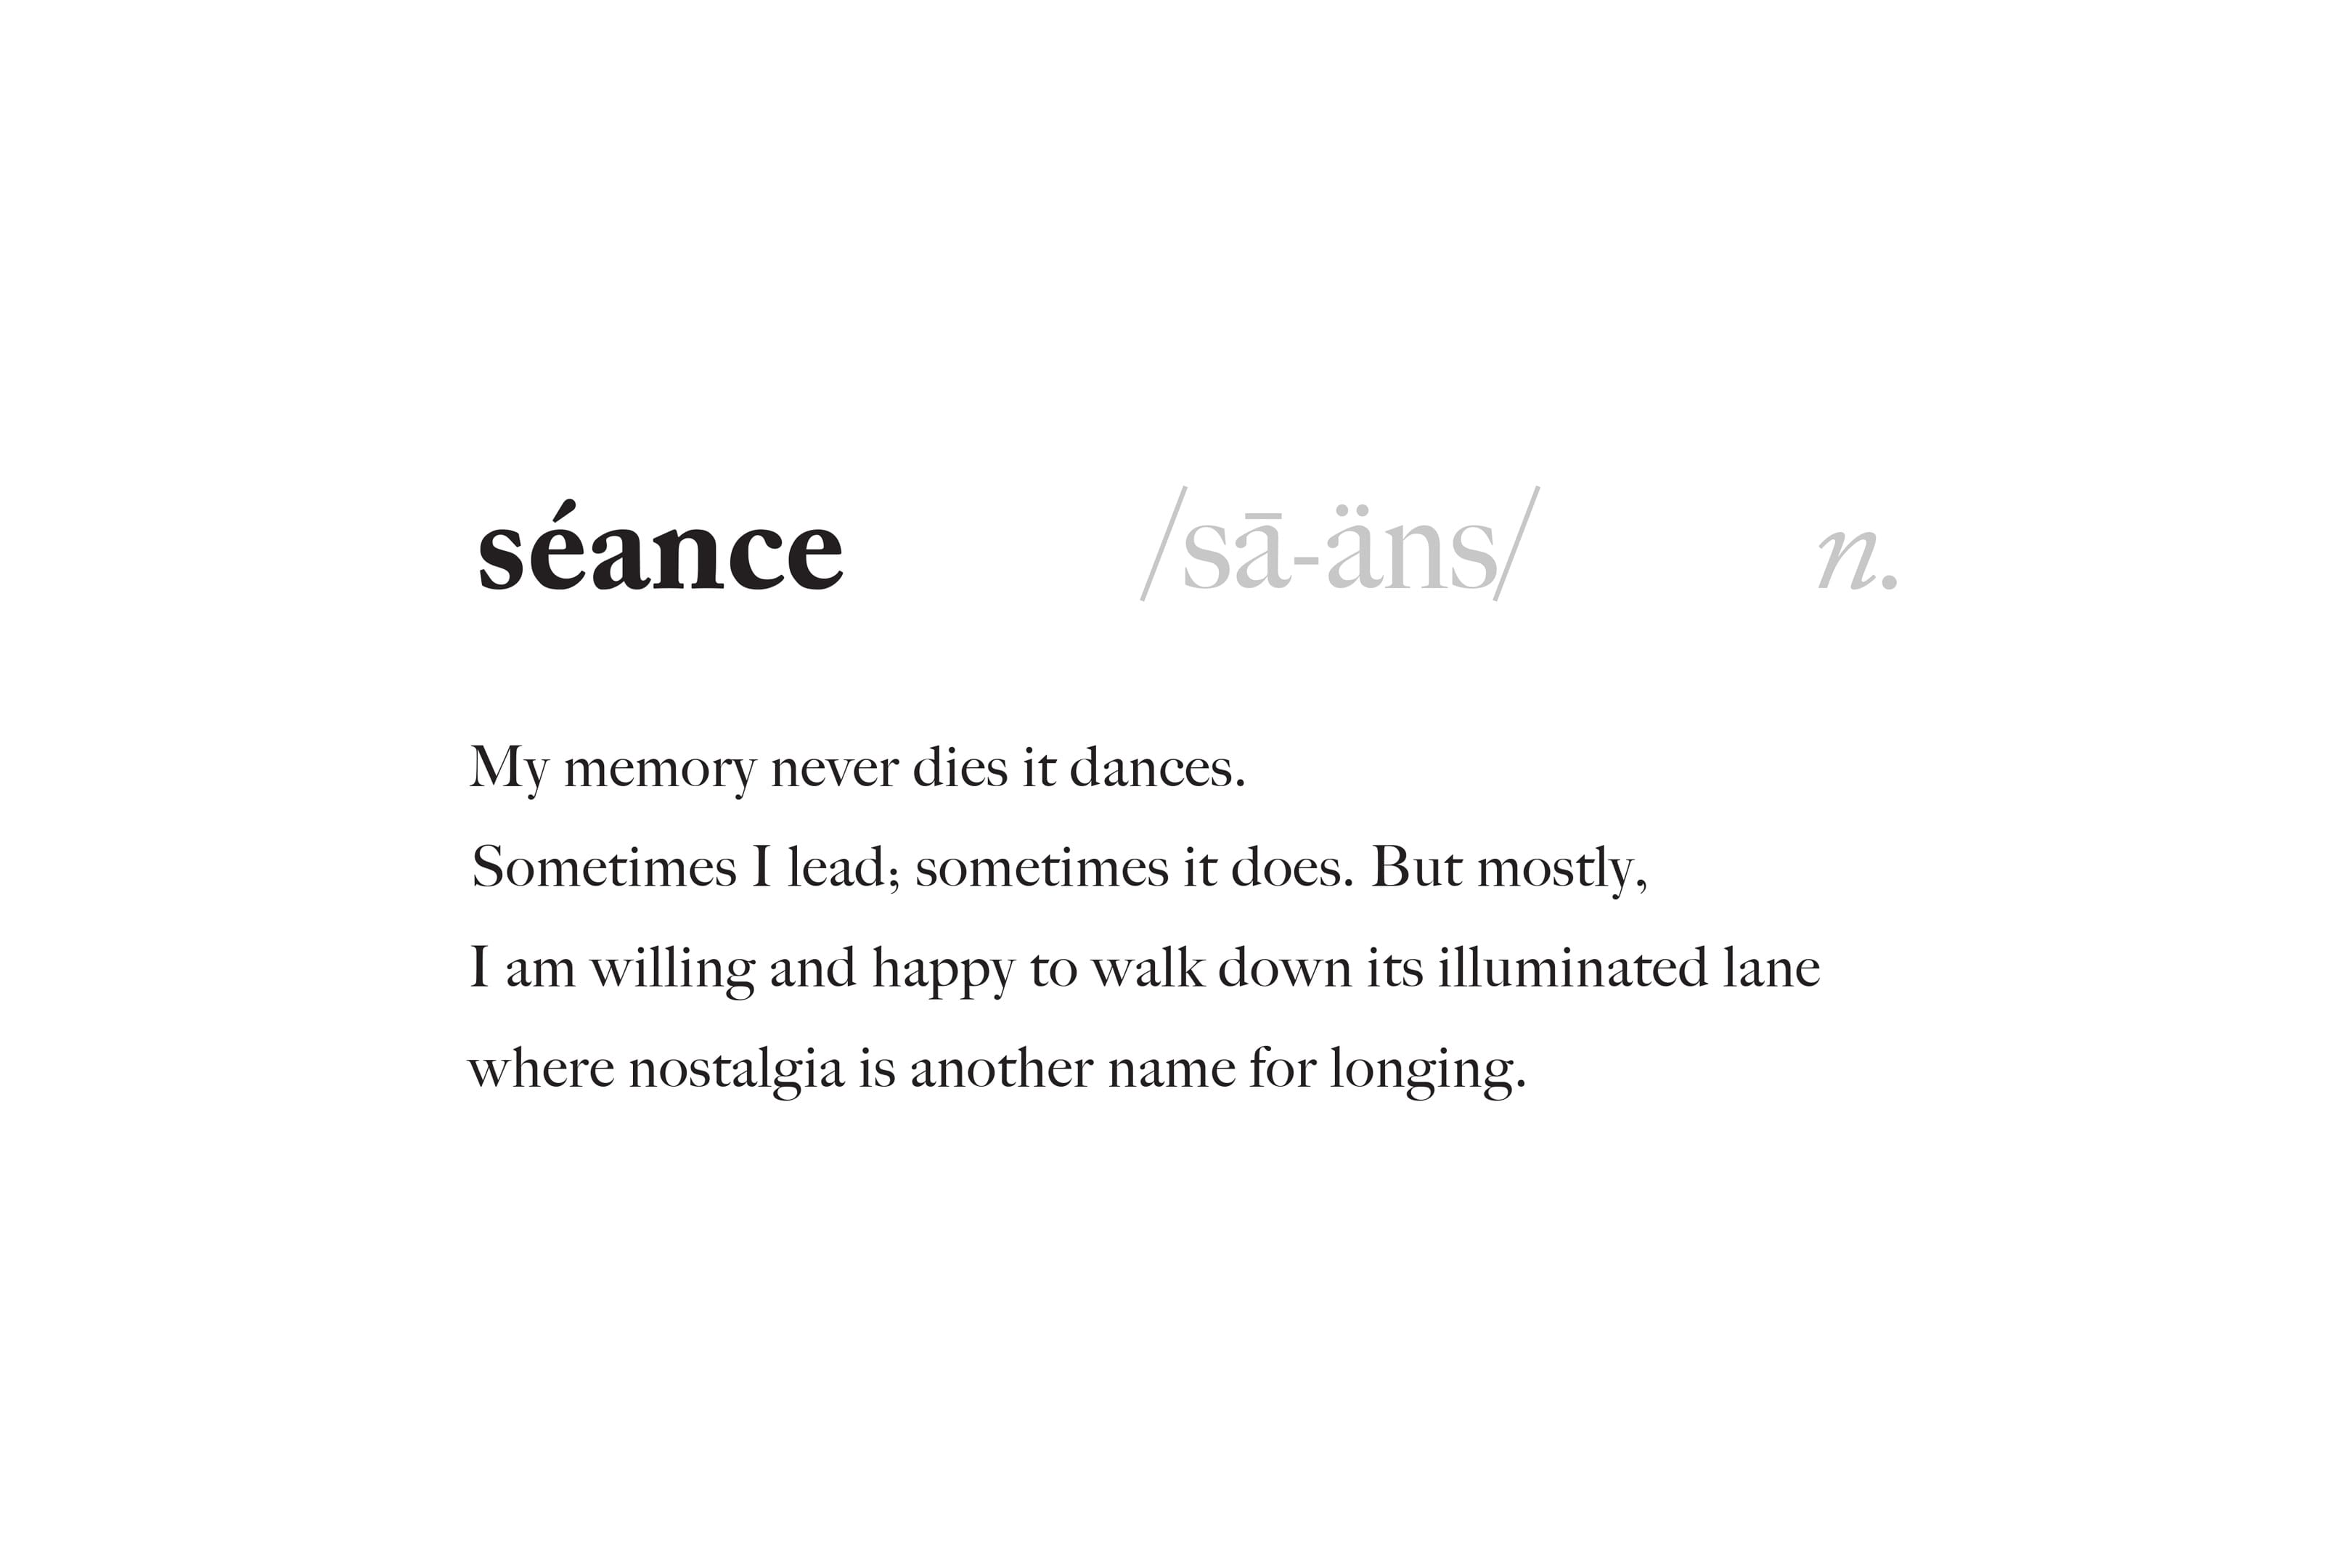 séance /sā-äns/ n.
My memory never dies it dances.
Sometimes I lead; sometimes it does. But mostly,
I am willing and happy to walk down its illuminated lane
where nostalgia is another name for longing.